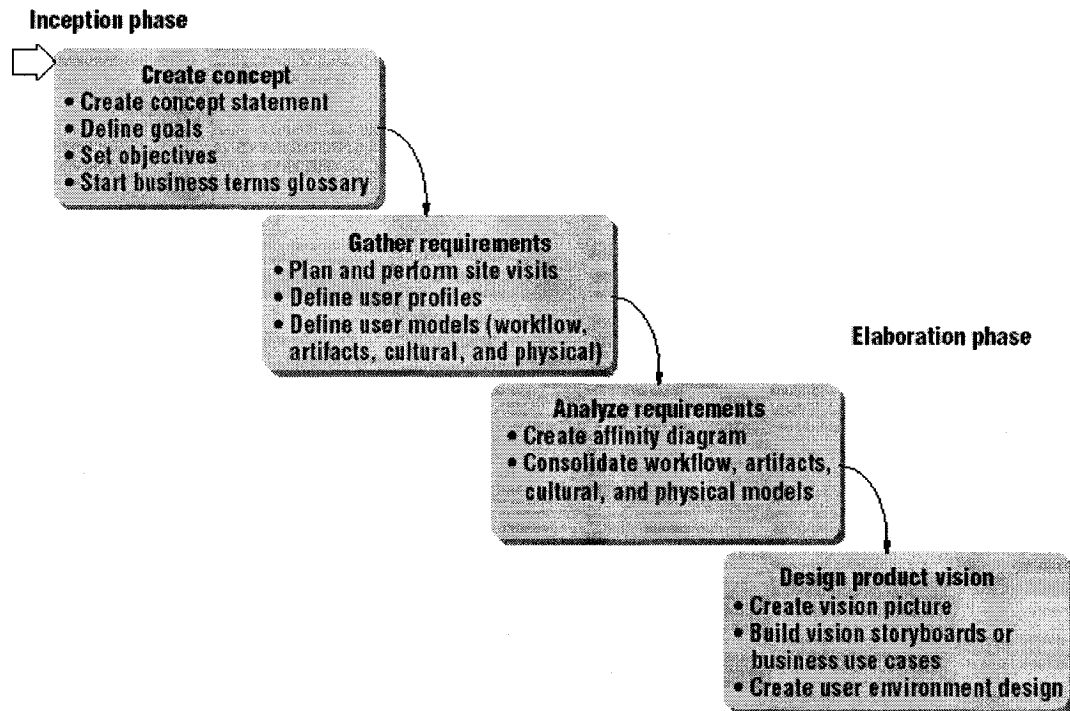 Inception phase
Create concept
• Create concept statement
• Define goals
• Set objectives
• Start business terms glossary
Gather requirements
• Plan and perform site visits
• Define user profiles
• Define user models (workflow,
artifacts, cultural, and physical)
Elaboration phase
Analyze requirements
• Create affinity diagram
• Consolidate workflow, artifacts,
cultural, and physical models
Design product vision
• Create vision picture
• Build vision storyboards or
business use cases
• Create user environment design